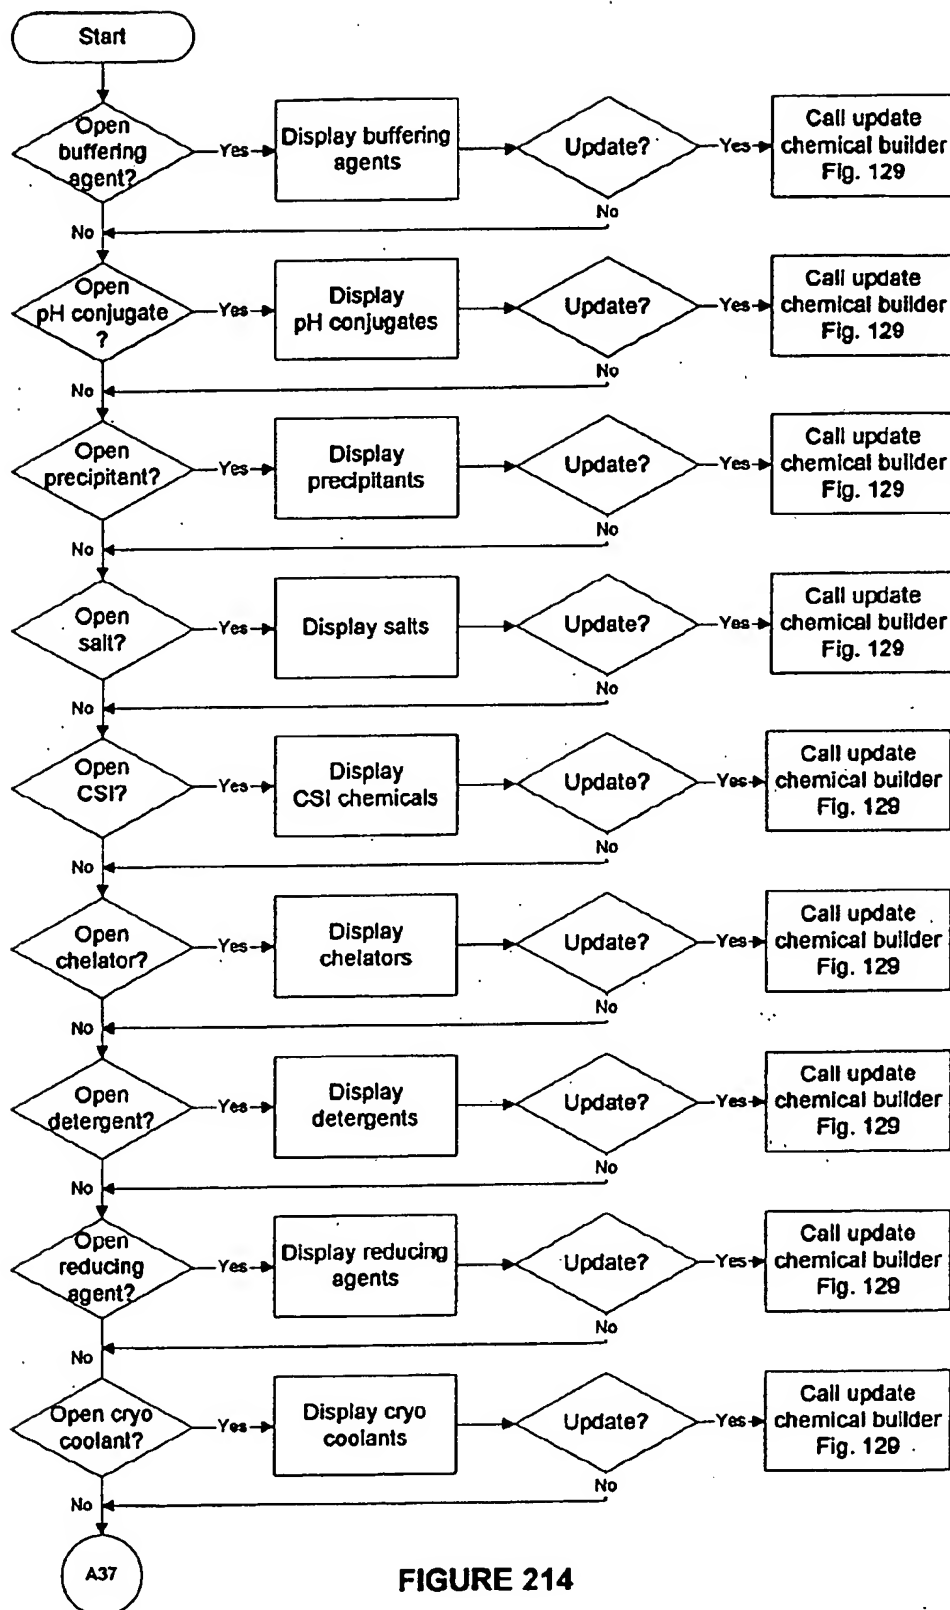 Start
Open
buffering
agent?
Yes
Display buffering
agents
Update?
Yes
Call update
chemical builder
Fig. 129
No
No
Open
pH conjugate
?
Yes
Display
pH conjugates
Update?
Yes
Call update
chemical builder
Fig. 129
No
No
Open
precipitant?
Yes
Display
precipitants
Update?
Yes
Call update
chemical builder
Fig. 129
No
No
Open
salt?
Yes
Display salts
Update?
Yes
Call update
chemical builder
Fig. 129
No
No
Open
CSI?
Yes
Display
CSI chemicals
Update?
Yes
Call update
chemical builder
Fig. 129
No
No
Open
chelator?
Yes
Display
chelators
Update?
Yes
Call update
chemical builder
Fig. 129
No
No
Open
detergent?
Yes
Display
detergents
Update?
Yes
Call update
chemical builder
Fig. 129
No
No
Open
reducing
agent?
Yes
Display reducing
agents
Update?
Yes
Call update
chemical builder
Fig. 129
No
No
Open cryo
coolant?
Yes
Display cryo
coolants
Update?
Yes
Call update
chemical builder
Fig. 129
No
No
A37
FIGURE 214